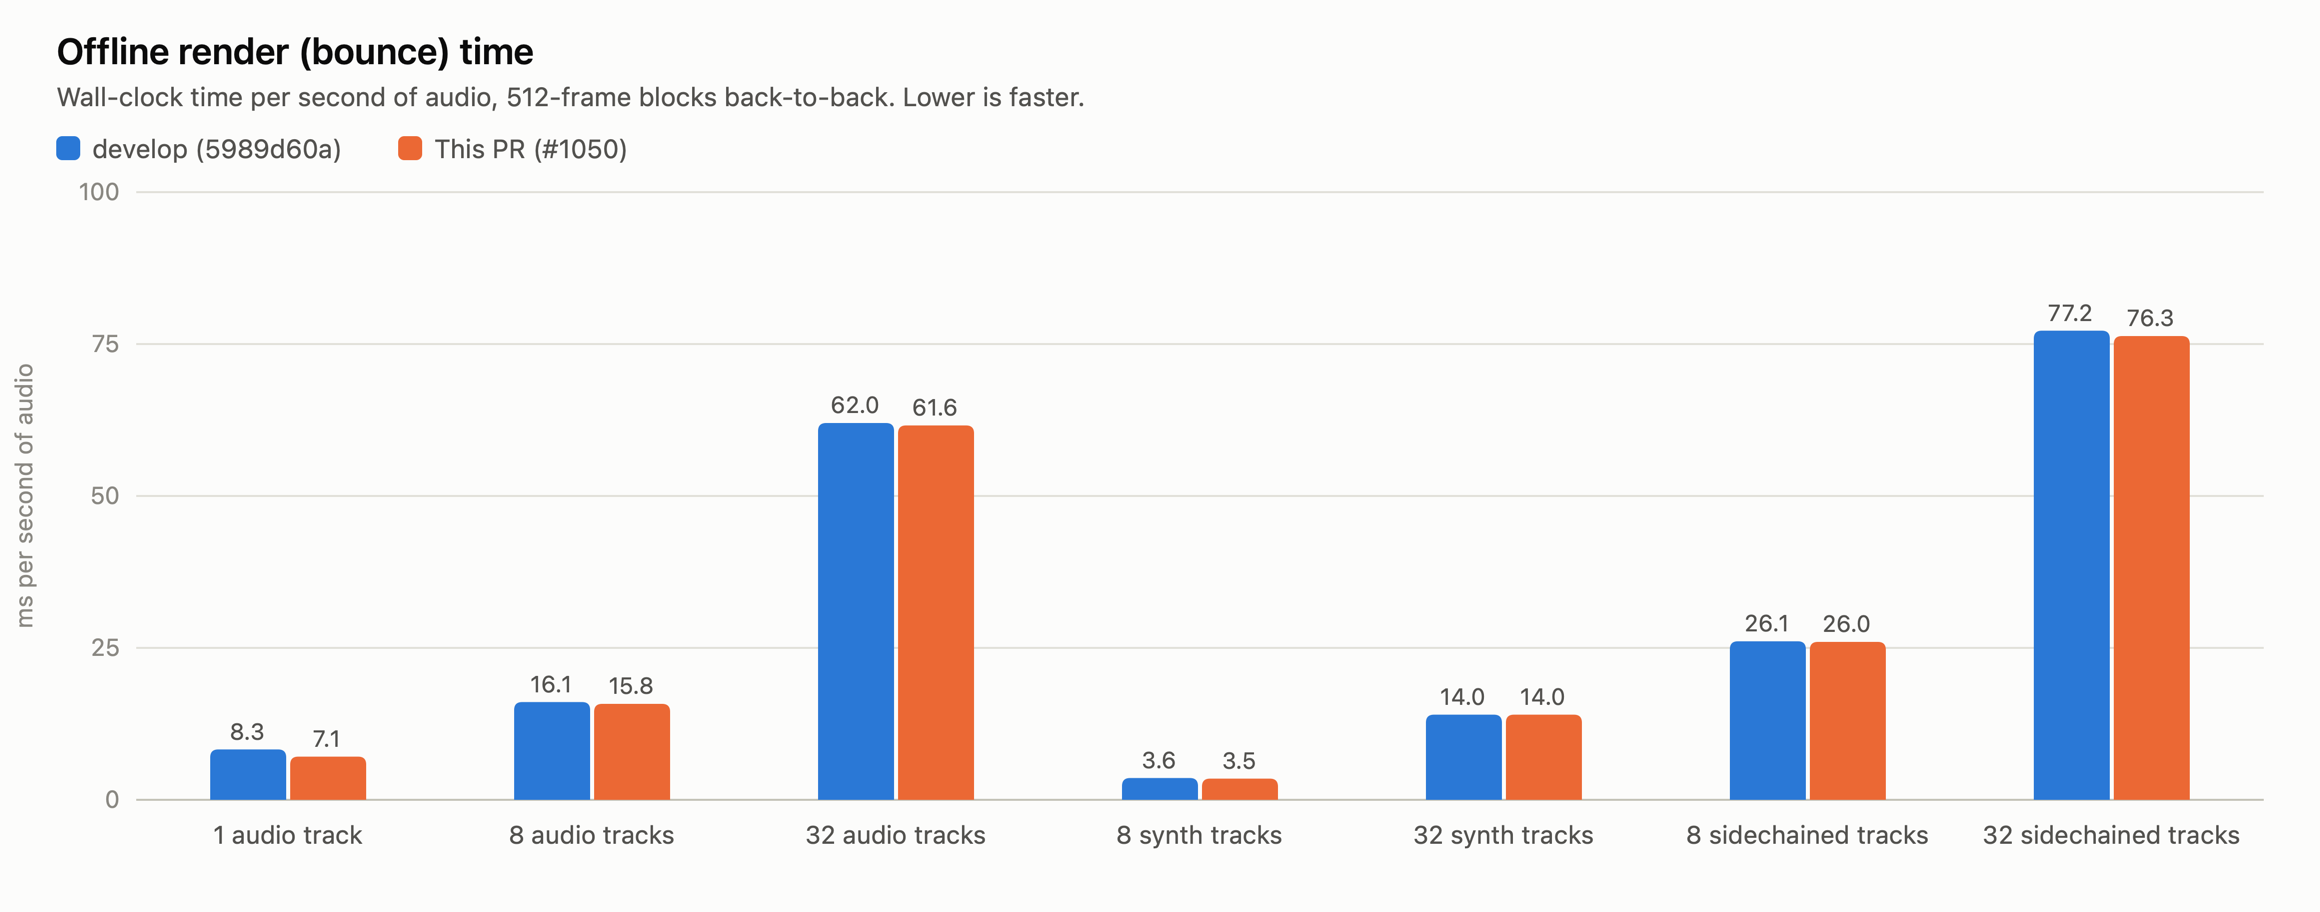 Offline render (bounce) time
Wall-clock time per second of audio, 512-frame blocks back-to-back. Lower is faster.
develop (5989d60a) This PR (#1050)
ms per second of audio
100
75
50
25
0
8.3 7.1
16.1 15.8
62.0 61.6
3.6 3.5
14.0 14.0
26.1 26.0
77.2 76.3
1 audio track 8 audio tracks 32 audio tracks 8 synth tracks 32 synth tracks 8 sidechained tracks 32 sidechained tracks